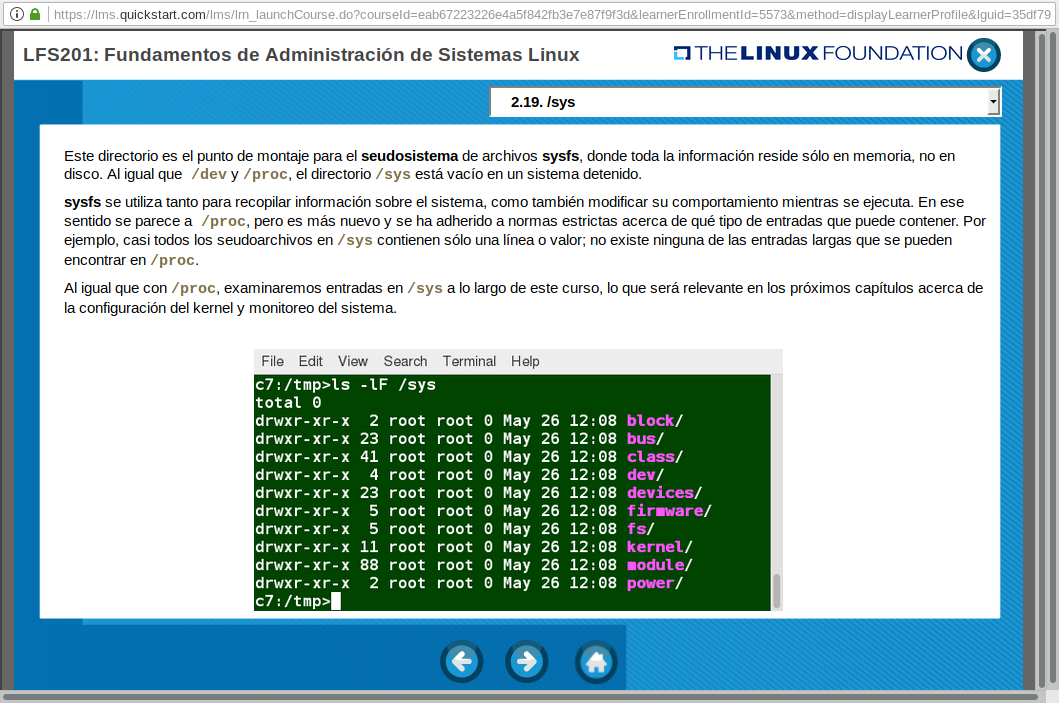 https://lms.quickstart.com/lms/lrn_launchCourse.do?courseId=eab67223226e4a5f842fb3e7e87f9f3d&learnerEnrollmentId=5573&method=displayLearnerProfile&lguid=35df79
LFS201: Fundamentos de Administración de Sistemas Linux
THE LINUX FOUNDATION
2.19. /sys
Este directorio es el punto de montaje para el seudosistema de archivos sysfs, donde toda la información reside sólo en memoria, no en
disco. Al igual que /dev y /proc, el directorio /sys está vacío en un sistema detenido.
sysfs se utiliza tanto para recopilar información sobre el sistema, como también modificar su comportamiento mientras se ejecuta. En ese
sentido se parece a /proc, pero es más nuevo y se ha adherido a normas estrictas acerca de qué tipo de entradas que puede contener. Por
ejemplo, casi todos los seudoarchivos en /sys contienen sólo una línea o valor; no existe ninguna de las entradas largas que se pueden
encontrar en /proc.
Al igual que con /proc, examinaremos entradas en /sys a lo largo de este curso, lo que será relevante en los próximos capítulos acerca de
la configuración del kernel y monitoreo del sistema.
File Edit View Search Terminal Help
c7:/tmp>ls -lF /sys
total 0
drwxr-xr-x  2 root root 0 May 26 12:08 block/
drwxr-xr-x 23 root root 0 May 26 12:08 bus/
drwxr-xr-x 41 root root 0 May 26 12:08 class/
drwxr-xr-x  4 root root 0 May 26 12:08 dev/
drwxr-xr-x 23 root root 0 May 26 12:08 devices/
drwxr-xr-x  5 root root 0 May 26 12:08 firmware/
drwxr-xr-x  5 root root 0 May 26 12:08 fs/
drwxr-xr-x 11 root root 0 May 26 12:08 kernel/
drwxr-xr-x 88 root root 0 May 26 12:08 module/
drwxr-xr-x  2 root root 0 May 26 12:08 power/
c7:/tmp>